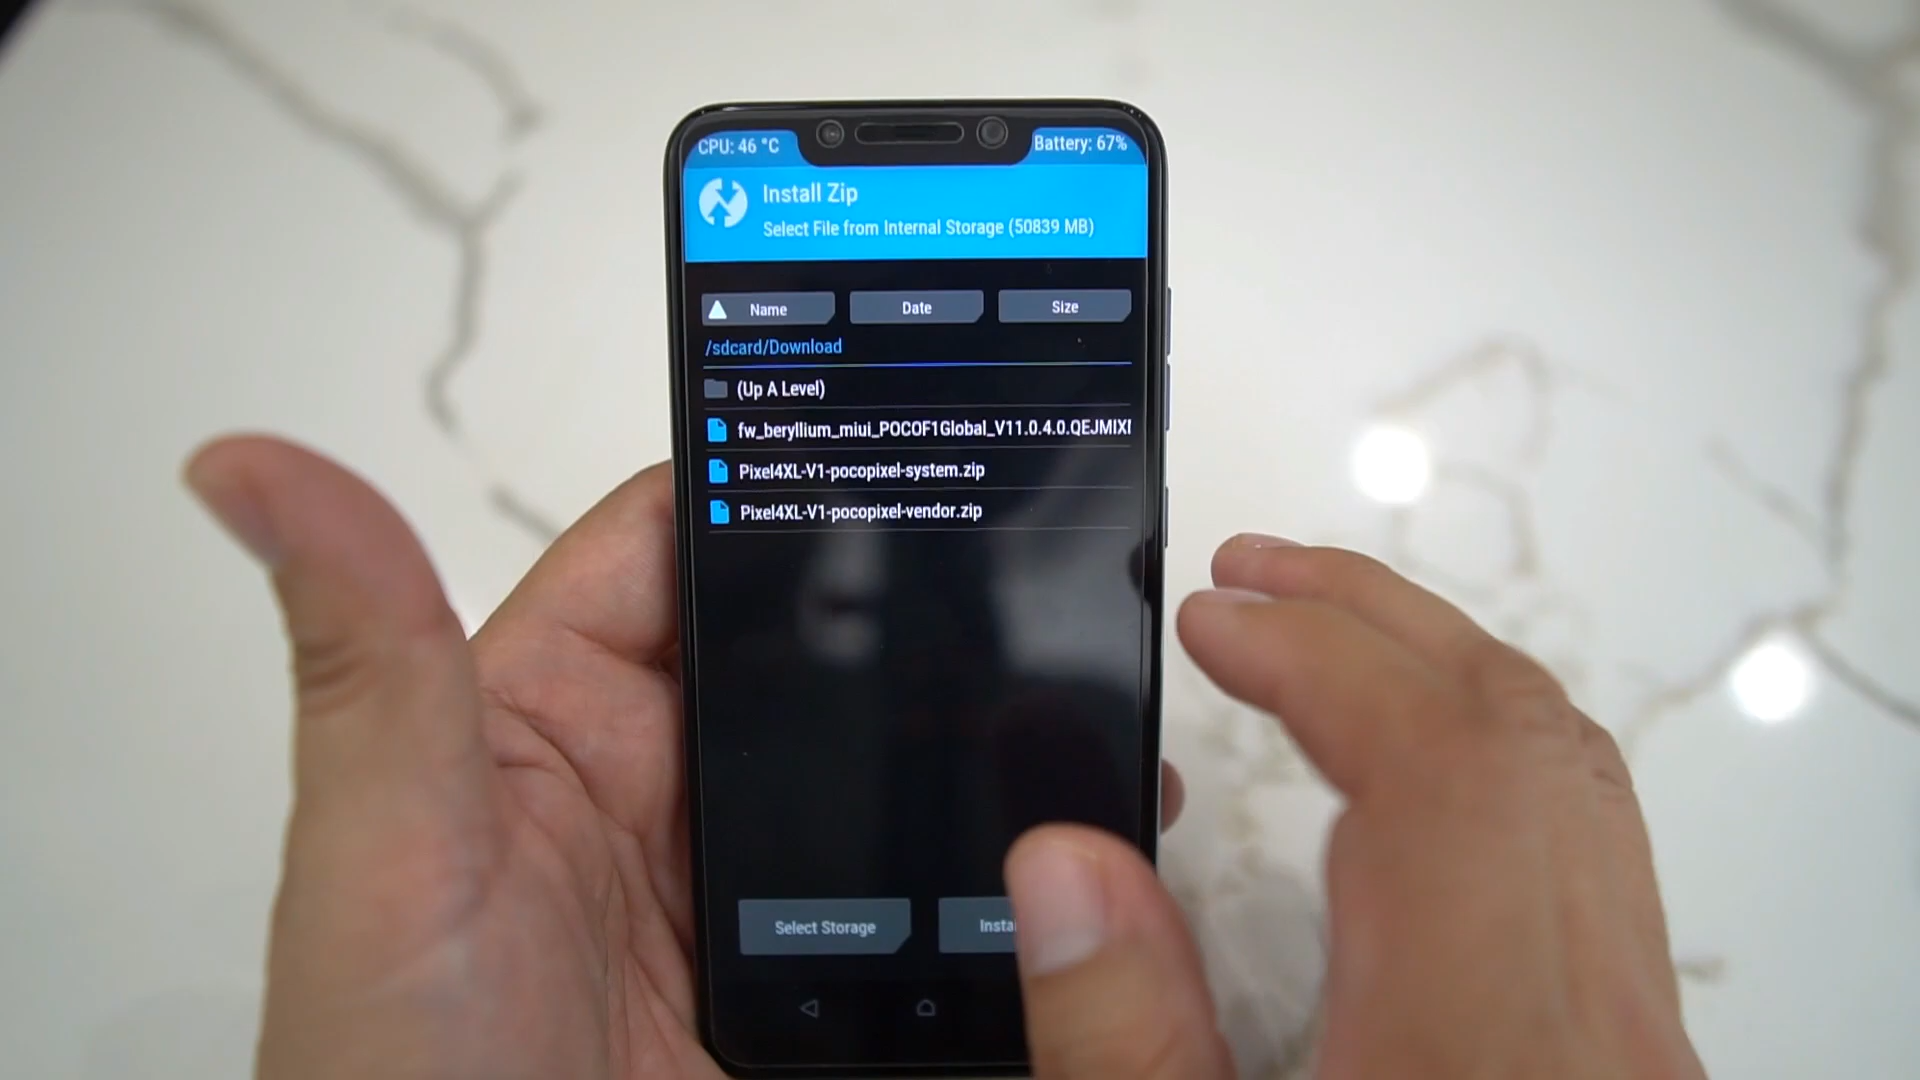 CPU: 46 °C
Battery: 67%
Install Zip
Select File from Internal Storage (50839 MB)
Name
Date
Size
/sdcard/Download
(Up A Level)
fw_beryllium_miui_POCOF1Global_V11.0.4.0.QEJMIXI
Pixel4XL-V1-pocopixel-system.zip
Pixel4XL-V1-pocopixel-vendor.zip
Select Storage